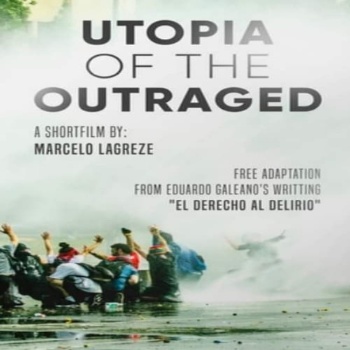 UTOPIA
OF THE
OUTRAGED
A SHORTFILM BY:
MARCELO LAGREZE
FREE ADAPTATION
FROM EDUARDO GALEANO'S WRITTING
"EL DERECHO AL DELIRIO"